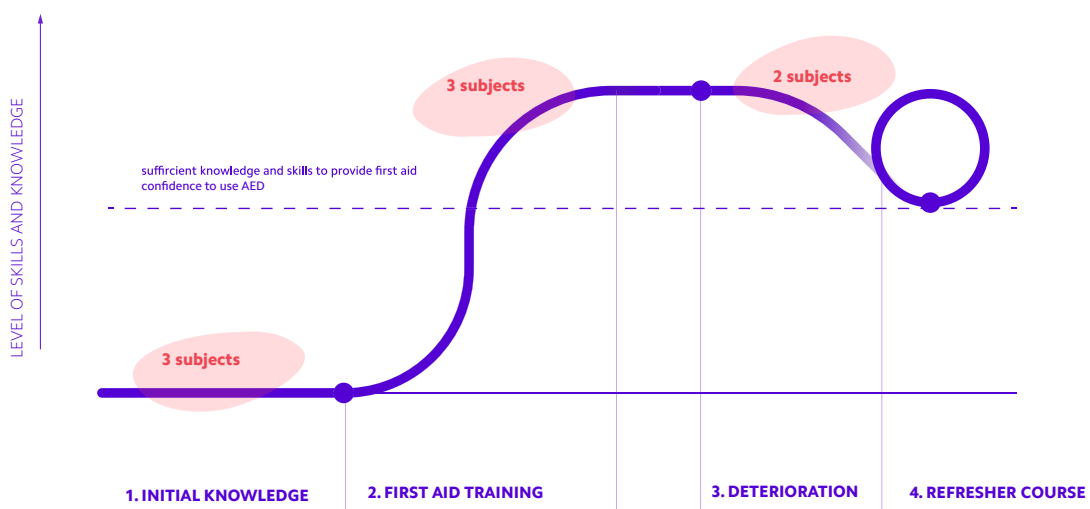 3 subjects
2 subjects
suffircient knowledge and skills to provide first aid
confidence to use AED
LEVEL OF SKILLS AND KNOWLEDGE
3 subjects
1. INITIAL KNOWLEDGE
2. FIRST AID TRAINING
3. DETERIORATION
4. REFRESHER COURSE